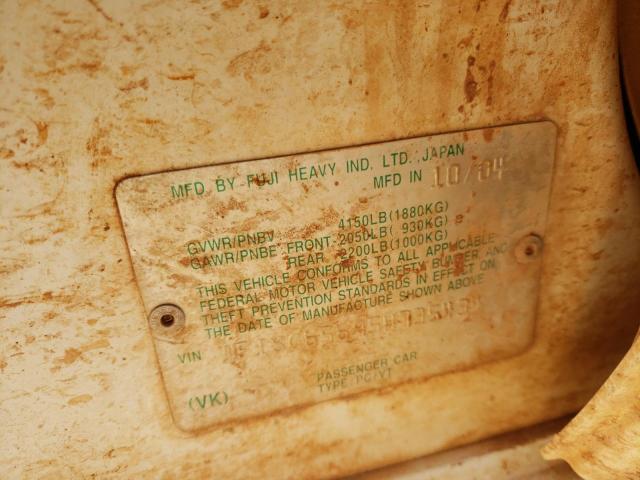 MFD. BY FUJI HEAVY IND. LTD. JAPAN
MFD IN 10/04
GVWR/PNBV 4150LB(1880KG)
GAWR/PNBE FRONT 2050LB( 930KG)
REAR 2200LB(1000KG)
THIS VEHICLE CONFORMS TO ALL APPLICABLE
FEDERAL MOTOR VEHICLE SAFETY BUMPER AND
THEFT PREVENTION STANDARDS IN EFFECT ON
THE DATE OF MANUFACTURE SHOWN ABOVE
VIN
PASSENGER CAR
(VK) TYPE PC/VT